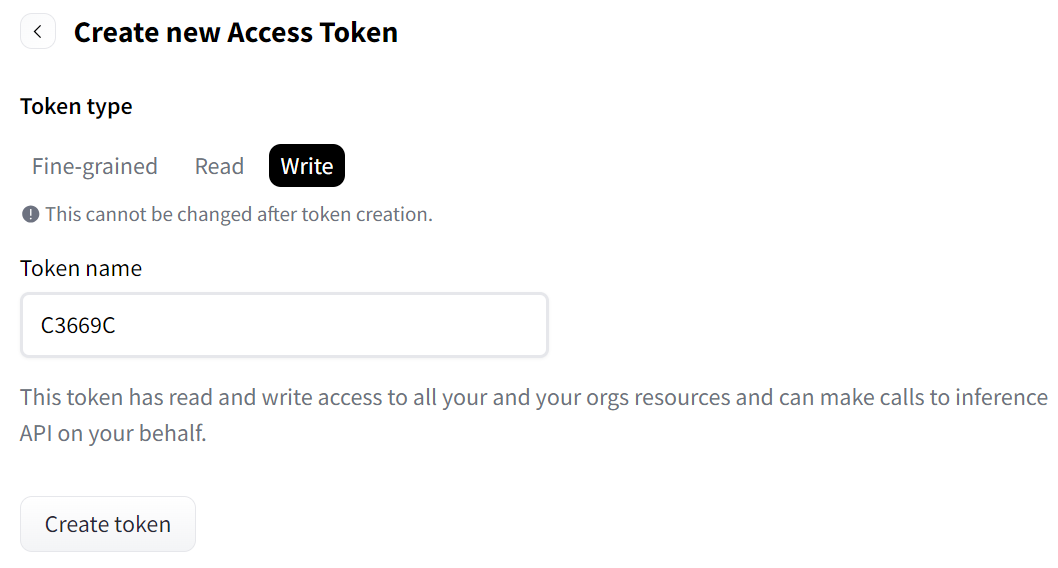 Create new Access Token
Token type
Fine-grained Read Write
This cannot be changed after token creation.
Token name
C3669C
This token has read and write access to all your and your orgs resources and can make calls to inference
API on your behalf.
Create token